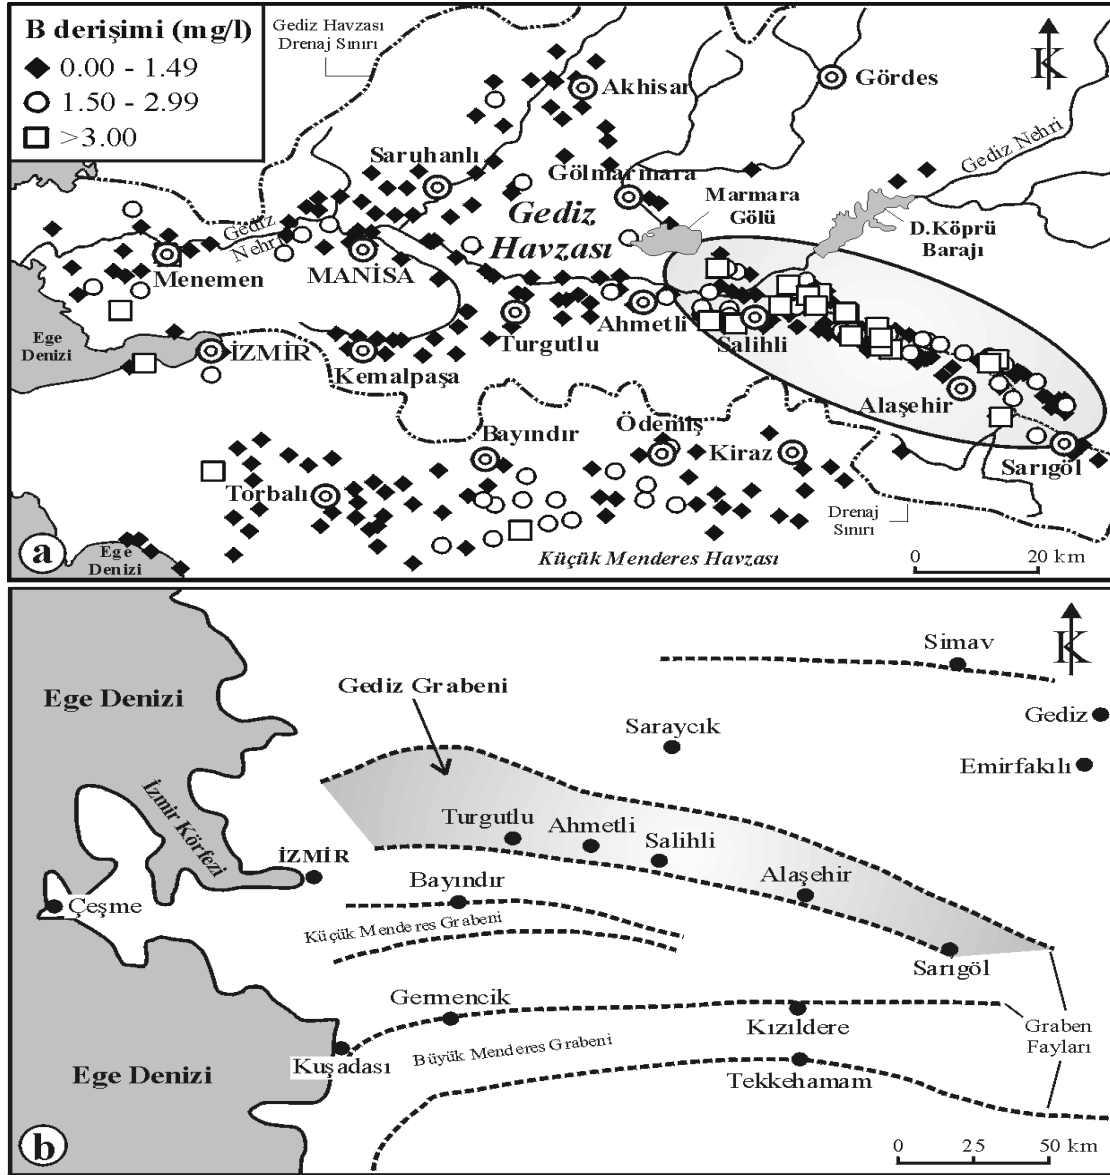 B derişimi (mg/l)
0.00 - 1.49
1.50 - 2.99
>3.00
Gediz Havzası
Drenaj Sınırı
K
Akhisar
Gördes
Gediz Nehri
Saruhanlı
Gölmarmara
Marmara
Gölü
D.Köprü
Barajı
Gediz
Havzası
Gediz
Nehri
Menemen
MANİSA
Ege
Denizi
İZMİR
Kemalpaşa
Turgutlu
Ahmetli
Salihli
Alaşehir
Sarıgöl
Bayındır
Ödemiş
Kiraz
Torbalı
Drenaj
Sınırı
Ege
Denizi
Küçük Menderes Havzası
0 20 km
a
K
Simav
Ege Denizi
Gediz Grabeni
Gediz
Saraycık
Emirfakılı
İzmir Körfezi
Turgutlu
Ahmetli
Salihli
İZMİR
Alaşehir
Bayındır
Çeşme
Küçük Menderes Grabeni
Sarıgöl
Germencik
Kızıldere
Graben
Fayları
Büyük Menderes Grabeni
Kuşadası
Ege Denizi
Tekkehamam
0 25 50 km
b